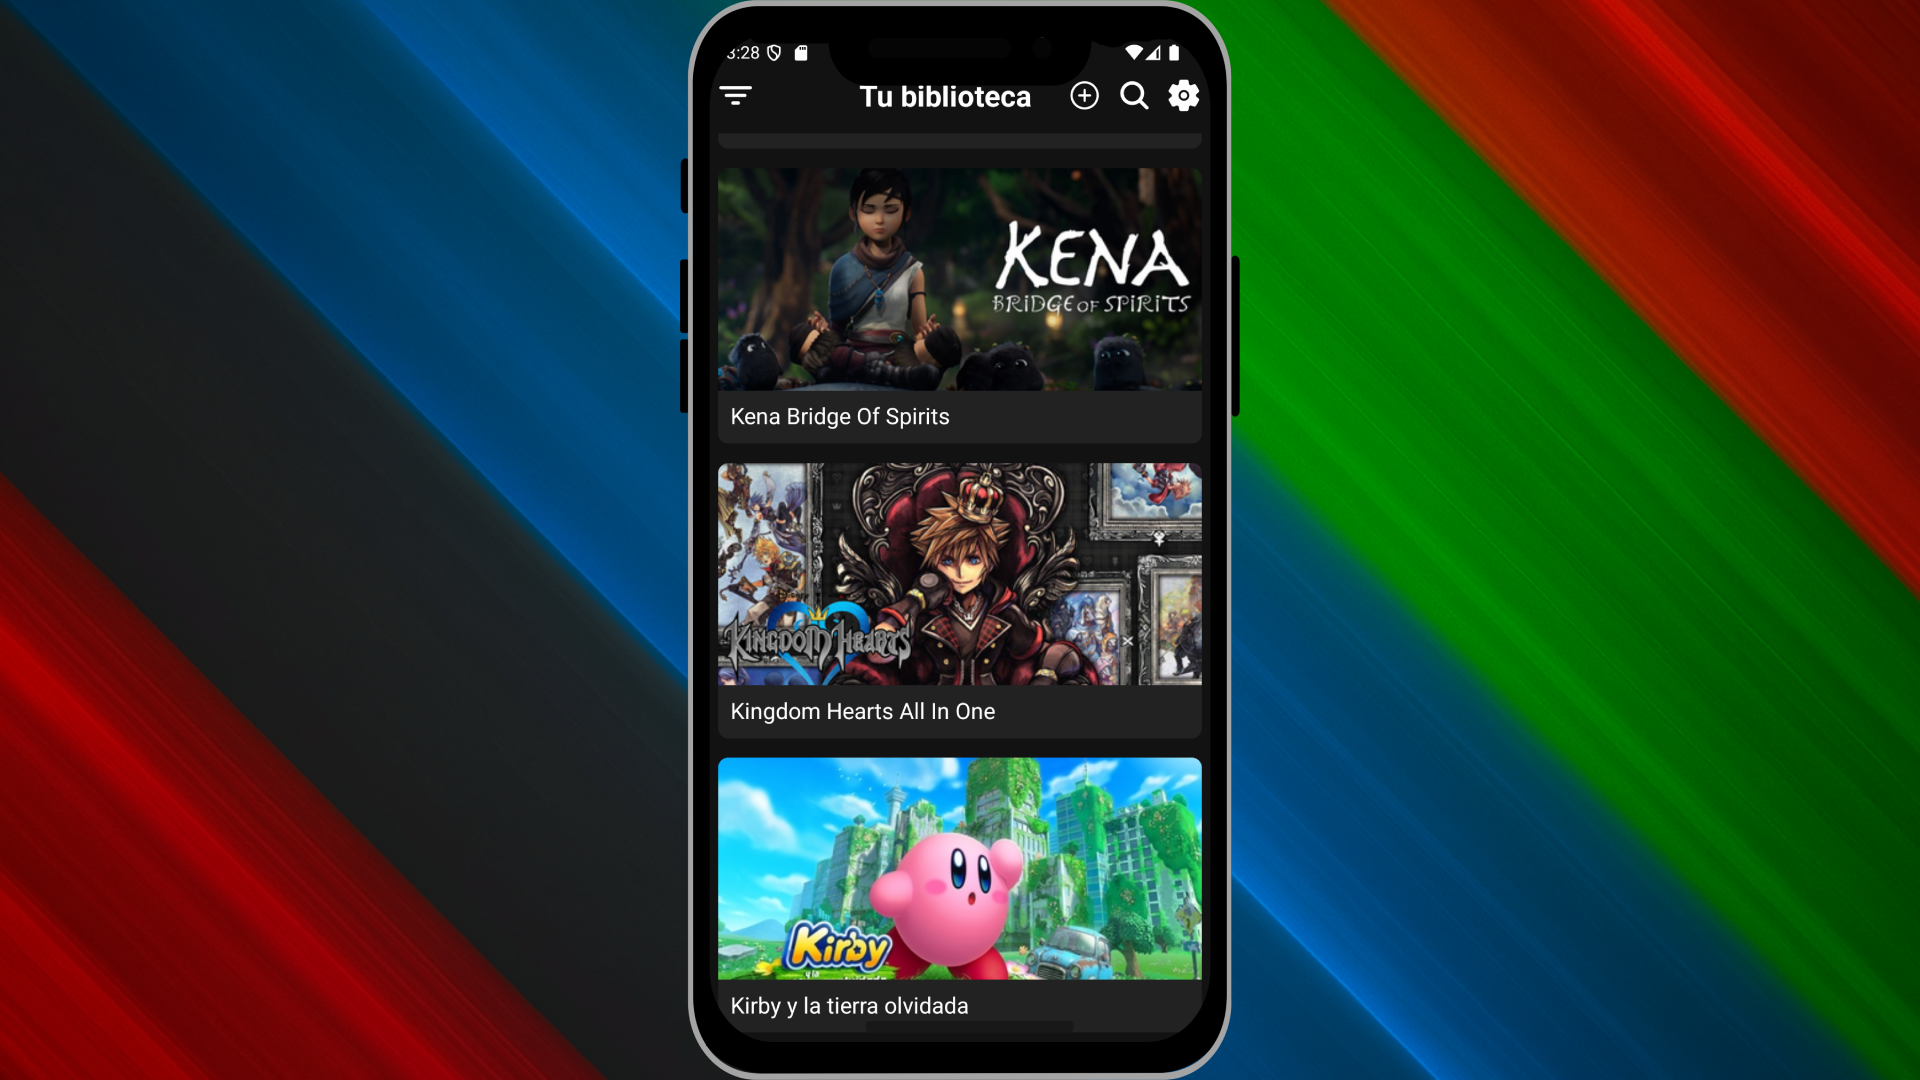 3:28
Tu biblioteca
KENA
BRIDGE OF SPIRITS
Kena Bridge Of Spirits
KINGDOM HEARTS
Kingdom Hearts All In One
Kirby
y la
Kirby y la tierra olvidada